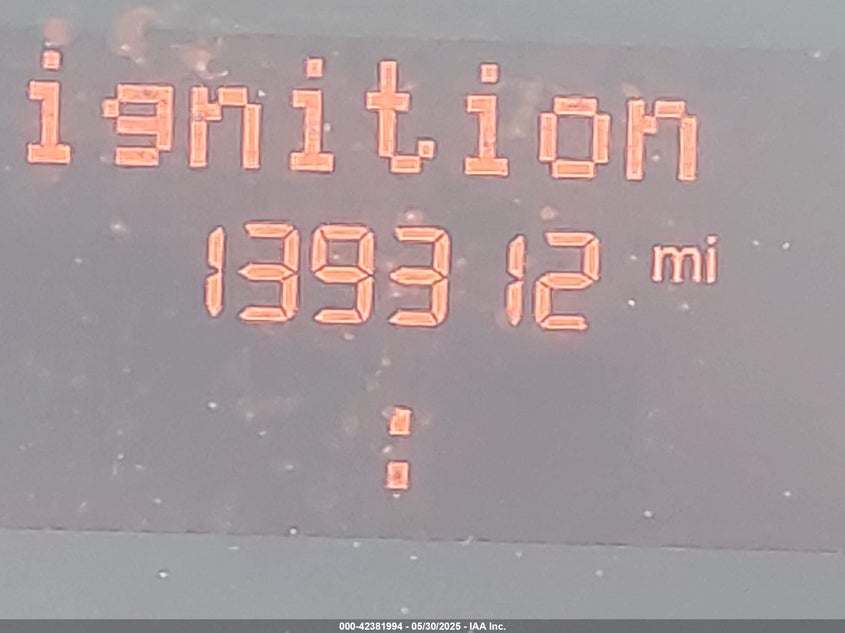 ignition
139312 mi
:
000-42381994 - 05/30/2025 - IAA Inc.